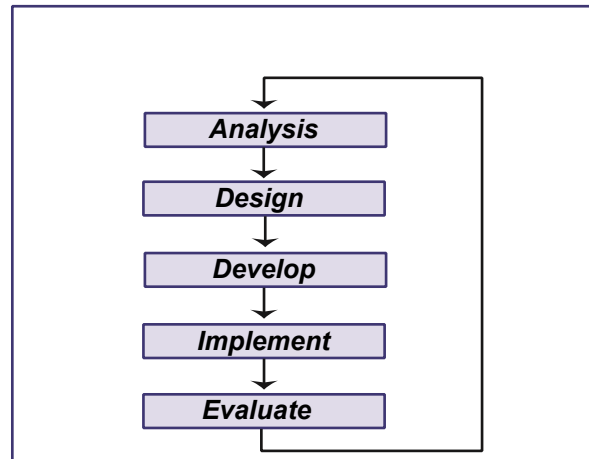 Analysis
Design
Develop
Implement
Evaluate